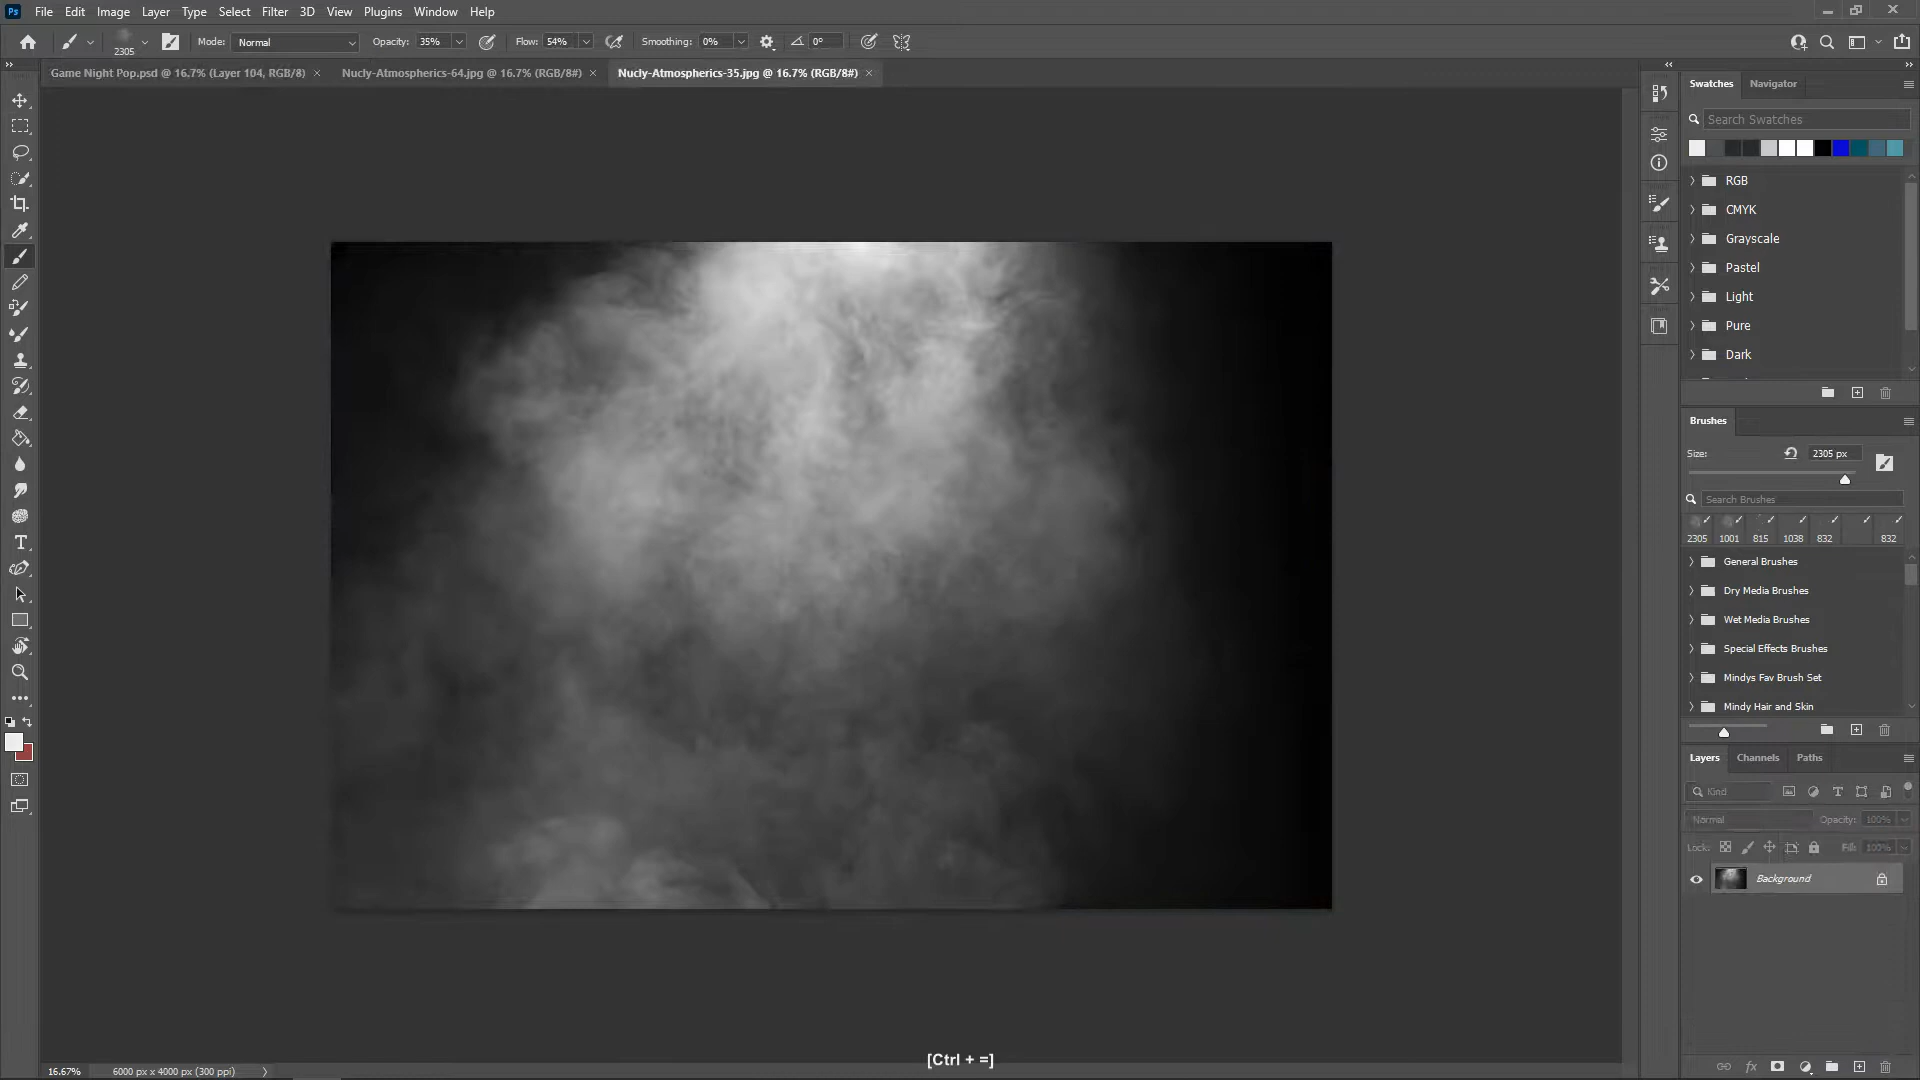 Ps File Edit Image Layer Type Select Filter 3D View Plugins Window Help
2305 Mode: Normal Opacity: 35% Flow: 54% Smoothing: 0% 0°
Game Night Pop.psd @ 16.7% (Layer 104, RGB/8) × Nucly-Atmospherics-64.jpg @ 16.7% (RGB/8#) × Nucly-Atmospherics-35.jpg @ 16.7% (RGB/8#) ×
Swatches Navigator
Search Swatches
RGB
CMYK
Grayscale
Pastel
Light
Pure
Dark
Brushes
Size: 2305 px
Search Brushes
2305 1001 815 1038 832 832
General Brushes
Dry Media Brushes
Wet Media Brushes
Special Effects Brushes
Mindys Fav Brush Set
Mindy Hair and Skin
Layers Channels Paths
Kind
Normal Opacity: 100%
Lock: Fill: 100%
Background
[Ctrl + =]
16.67% 6000 px x 4000 px (300 ppi)